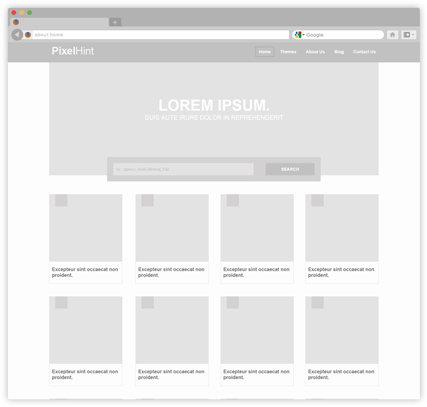 about:home
Google
PixelHint
Home Themes About Us Blog Contact Us
LOREM IPSUM.
DUIS AUTE IRURE DOLOR IN REPREHENDERIT
SEARCH
Excepteur sint occaecat non
proident.
Excepteur sint occaecat non
proident.
Excepteur sint occaecat non
proident.
Excepteur sint occaecat non
proident.
Excepteur sint occaecat non
proident.
Excepteur sint occaecat non
proident.
Excepteur sint occaecat non
proident.
Excepteur sint occaecat non
proident.